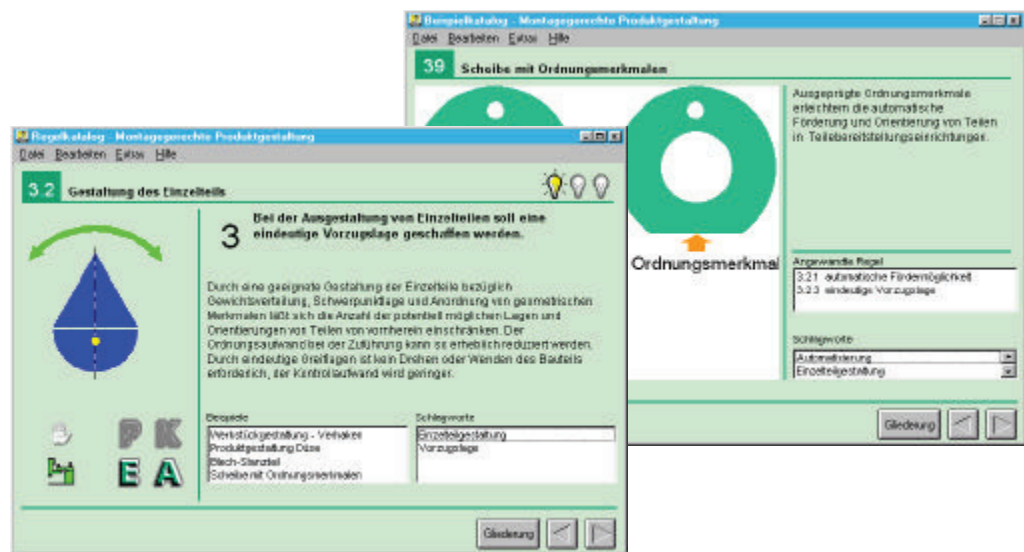 Beispielkatalog - Montagegerechte Produktgestaltung
Datei Bearbeiten Extras Hilfe
39 Scheibe mit Ordnungsmerkmalen
Ausgeprägte Ordnungsmerkmale
erleichtern die automatische
Förderung und Orientierung von Teilen
in Teilebereitstellungseinrichtungen.
Ordnungsmerkmal
Angewandte Regel
3.2.1 automatische Fördermöglichkeit
3.2.3 eindeutige Vorzugslage
Schlagworte
Automatisierung
Einzelteilgestaltung
Gliederung
Regelkatalog - Montagegerechte Produktgestaltung
Datei Bearbeiten Extras Hilfe
3.2 Gestaltung des Einzelteils
3 Bei der Ausgestaltung von Einzelteilen soll eine
eindeutige Vorzugslage geschaffen werden.
Durch eine geeignete Gestaltung der Einzelteile bezüglich
Gewichtsverteilung, Schwerpunktlage und Anordnung von geometrischen
Merkmalen läßt sich die Anzahl der potentiell möglichen Lagen und
Orientierungen von Teilen von vornherein einschränken. Der
Ordnungsaufwand bei der Zuführung kann so erheblich reduziert werden.
Durch eindeutige Greiflagen ist kein Drehen oder Wenden des Bauteils
erforderlich, der Kontrollaufwand wird geringer.
P K
E A
Beispiele
Werkstückgestaltung - Verhaken
Produktgestaltung Düse
Blech-Stanzteil
Scheibe mit Ordnungsmerkmalen
Schlagworte
Einzelteilgestaltung
Vorzugslage
Gliederung